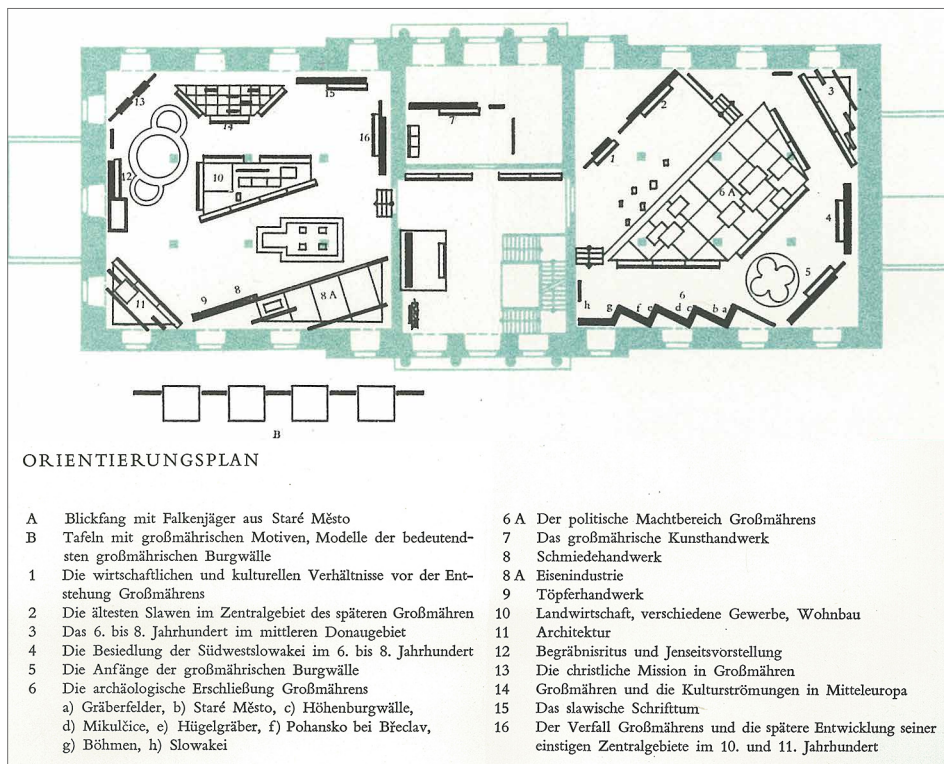 13
15
14
16
12
10
11
9
8
8 A
7
1
2
3
6 A
4
5
6
h
g
f
e
d
c
b
a
B
ORIENTIERUNGSPLAN
A Blickfang mit Falkenjäger aus Staré Město
B Tafeln mit großmährischen Motiven, Modelle der bedeutend-
sten großmährischen Burgwälle
1 Die wirtschaftlichen und kulturellen Verhältnisse vor der Ent-
stehung Großmährens
2 Die ältesten Slawen im Zentralgebiet des späteren Großmähren
3 Das 6. bis 8. Jahrhundert im mittleren Donaugebiet
4 Die Besiedlung der Südwestslowakei im 6. bis 8. Jahrhundert
5 Die Anfänge der großmährischen Burgwälle
6 Die archäologische Erschließung Großmährens
a) Gräberfelder, b) Staré Město, c) Höhenburgwälle,
d) Mikulčice, e) Hügelgräber, f) Pohansko bei Břeclav,
g) Böhmen, h) Slowakei
6 A Der politische Machtbereich Großmährens
7 Das großmährische Kunsthandwerk
8 Schmiedehandwerk
8 A Eisenindustrie
9 Töpferhandwerk
10 Landwirtschaft, verschiedene Gewerbe, Wohnbau
11 Architektur
12 Begräbnisritus und Jenseitsvorstellung
13 Die christliche Mission in Großmähren
14 Großmähren und die Kulturströmungen in Mitteleuropa
15 Das slawische Schrifttum
16 Der Verfall Großmährens und die spätere Entwicklung seiner
einstigen Zentralgebiete im 10. und 11. Jahrhundert